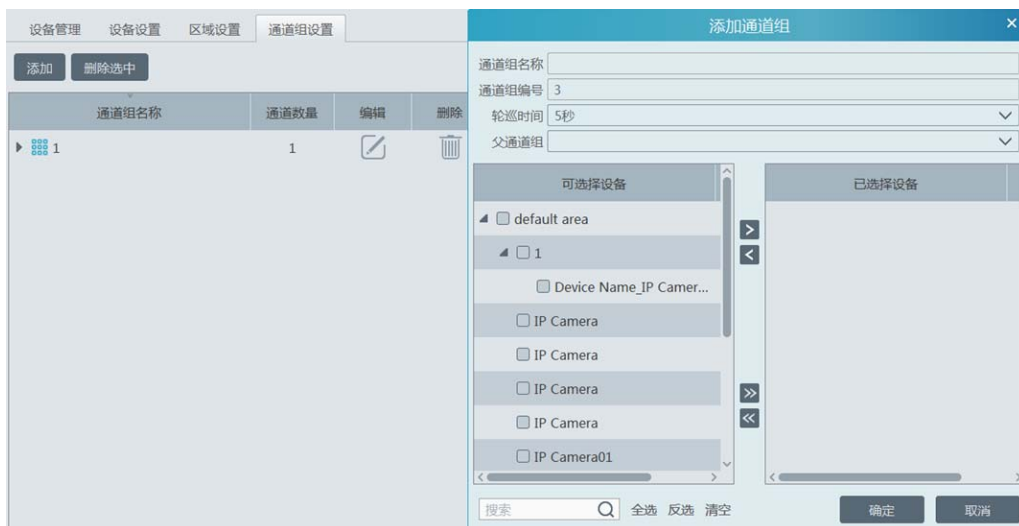 设备管理 设备设置 区域设置 通道组设置
添加 删除选中
通道组名称 通道数量 编辑 删除
1 1
添加通道组
通道组名称
通道组编号 3
轮巡时间 5秒
父通道组
可选择设备 已选择设备
default area
1
Device Name_IP Camer...
IP Camera
IP Camera
IP Camera
IP Camera
IP Camera01
搜索 全选 反选 清空 确定 取消